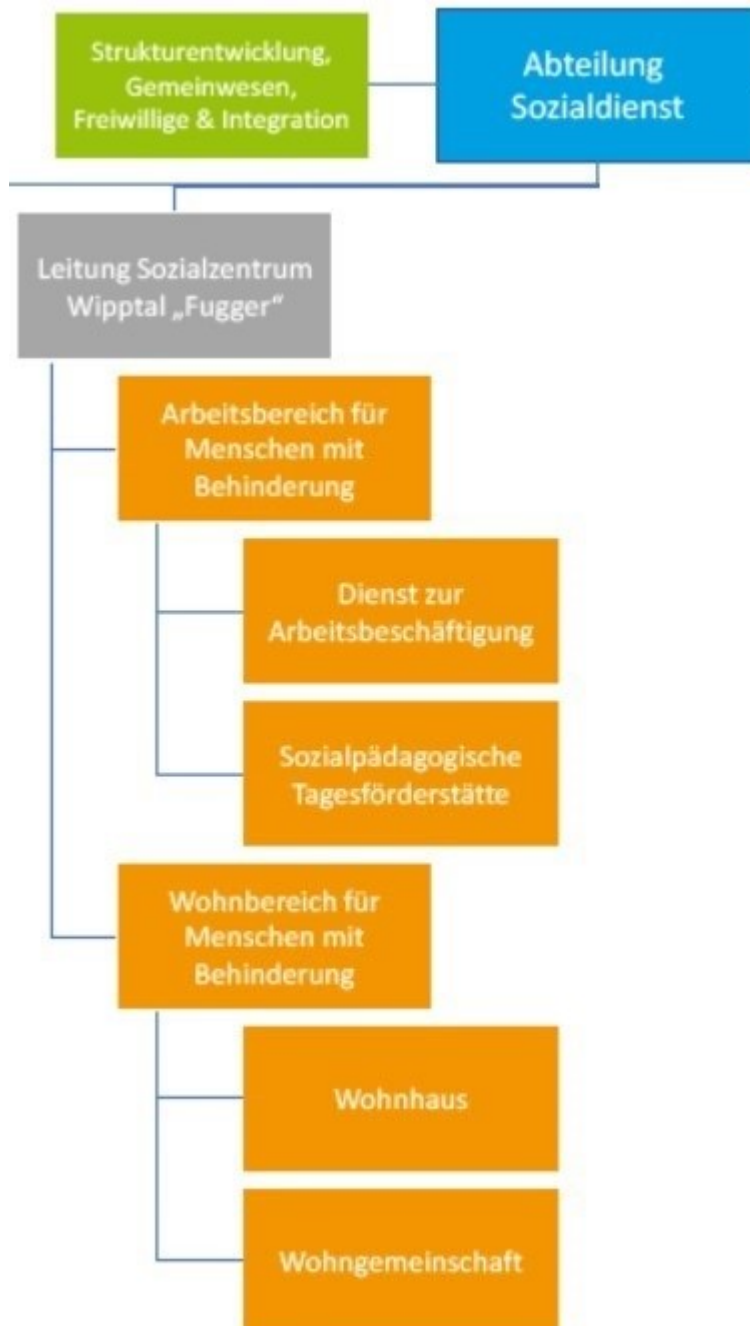 Strukturentwicklung,
Gemeinwesen,
Freiwillige & Integration
Abteilung
Sozialdienst
Leitung Sozialzentrum
Wipptal „Fugger“
Arbeitsbereich für
Menschen mit
Behinderung
Dienst zur
Arbeitsbeschäftigung
Sozialpädagogische
Tagesförderstätte
Wohnbereich für
Menschen mit
Behinderung
Wohnhaus
Wohngemeinschaft